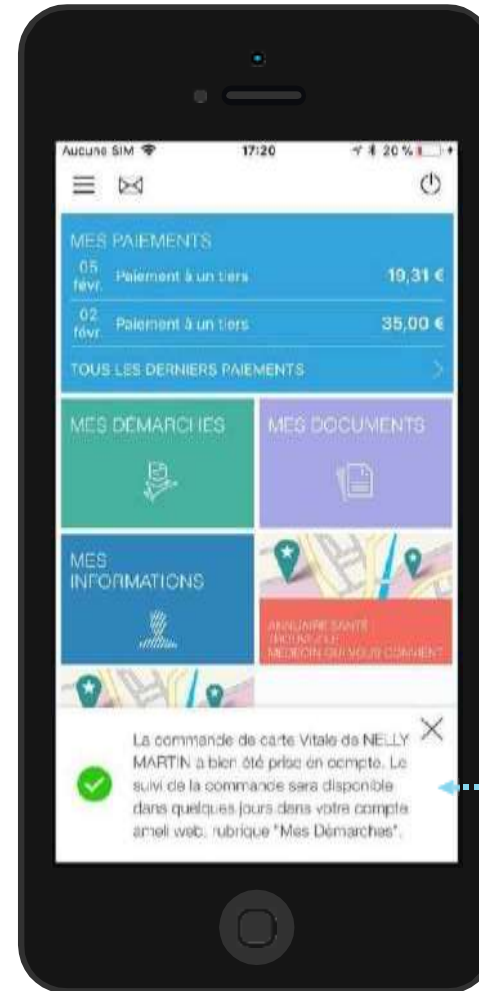 Aucune SIM 17:20 20 %
MES PAIEMENTS
05 févr. Paiement à un tiers 19,31 €
02 févr. Paiement à un tiers 35,00 €
TOUS LES DERNIERS PAIEMENTS
MES DÉMARCHES
MES DOCUMENTS
MES
INFORMATIONS
ANNUAIRE SANTÉ
TROUVEZ LE
MÉDECIN QUI VOUS CONVIENT
La commande de carte Vitale de NELLY
MARTIN a bien été prise en compte. Le
suivi de la commande sera disponible
dans quelques jours dans votre compte
ameli web, rubrique "Mes Démarches".